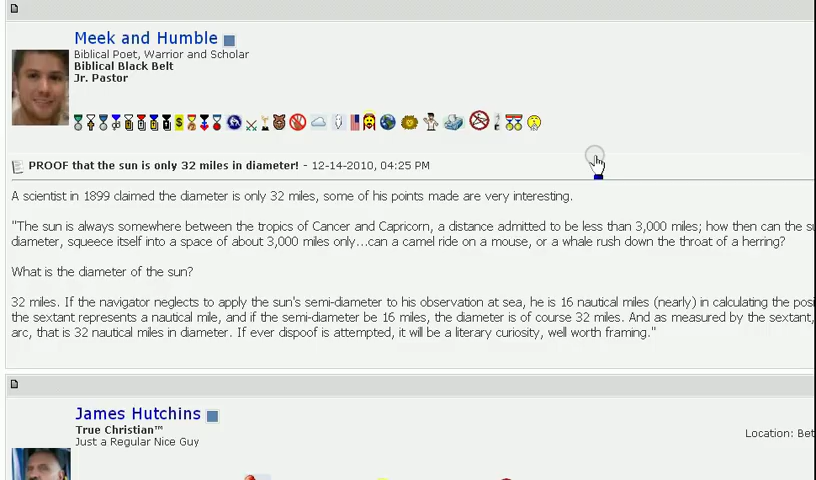 Meek and Humble
Biblical Poet, Warrior and Scholar
Biblical Black Belt
Jr. Pastor
PROOF that the sun is only 32 miles in diameter! - 12-14-2010, 04:25 PM
A scientist in 1899 claimed the diameter is only 32 miles, some of his points made are very interesting.
"The sun is always somewhere between the tropics of Cancer and Capricorn, a distance admitted to be less than 3,000 miles; how then can the su
diameter, squeece itself into a space of about 3,000 miles only...can a camel ride on a mouse, or a whale rush down the throat of a herring?
What is the diameter of the sun?
32 miles. If the navigator neglects to apply the sun's semi-diameter to his observation at sea, he is 16 nautical miles (nearly) in calculating the posi
the sextant represents a nautical mile, and if the semi-diameter be 16 miles, the diameter is of course 32 miles. And as measured by the sextant,
arc, that is 32 nautical miles in diameter. If ever dispoof is attempted, it will be a literary curiosity, well worth framing."
James Hutchins
True Christian™
Just a Regular Nice Guy
Location: Bet